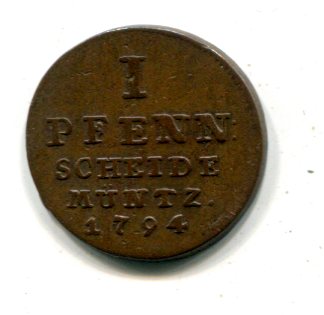 I
PFENN.
SCHEIDE
MÜNTZ.
1794